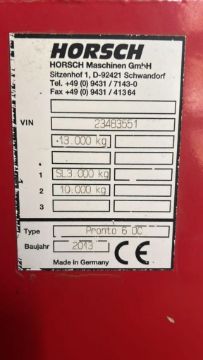 HORSCH
HORSCH Maschinen GmbH
Sitzenhof 1, D-92421 Schwandorf
Tel. +49 (0) 9431 / 7143-0
Fax +49 (0) 9431 / 41364
VIN 23483551
13.000 kg
1 SL3 000 kg
2 10.000 kg
3
Type Pronto 6 DC
Baujahr 2013 CE
Made in Germany